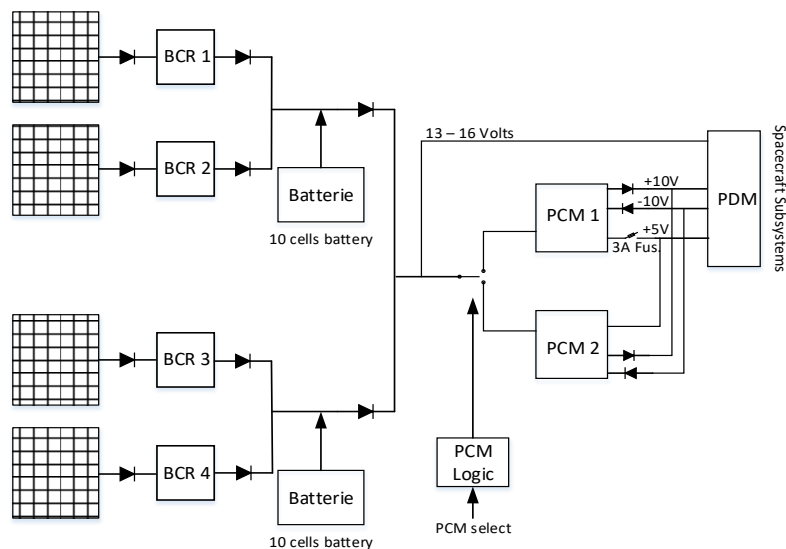 BCR 1
BCR 2
Batterie
10 cells battery
13 – 16 Volts
PCM 1
+10V
-10V
+5V
3A Fus.
PDM
Spacecraft Subsystems
PCM 2
BCR 3
BCR 4
Batterie
10 cells battery
PCM
Logic
PCM select